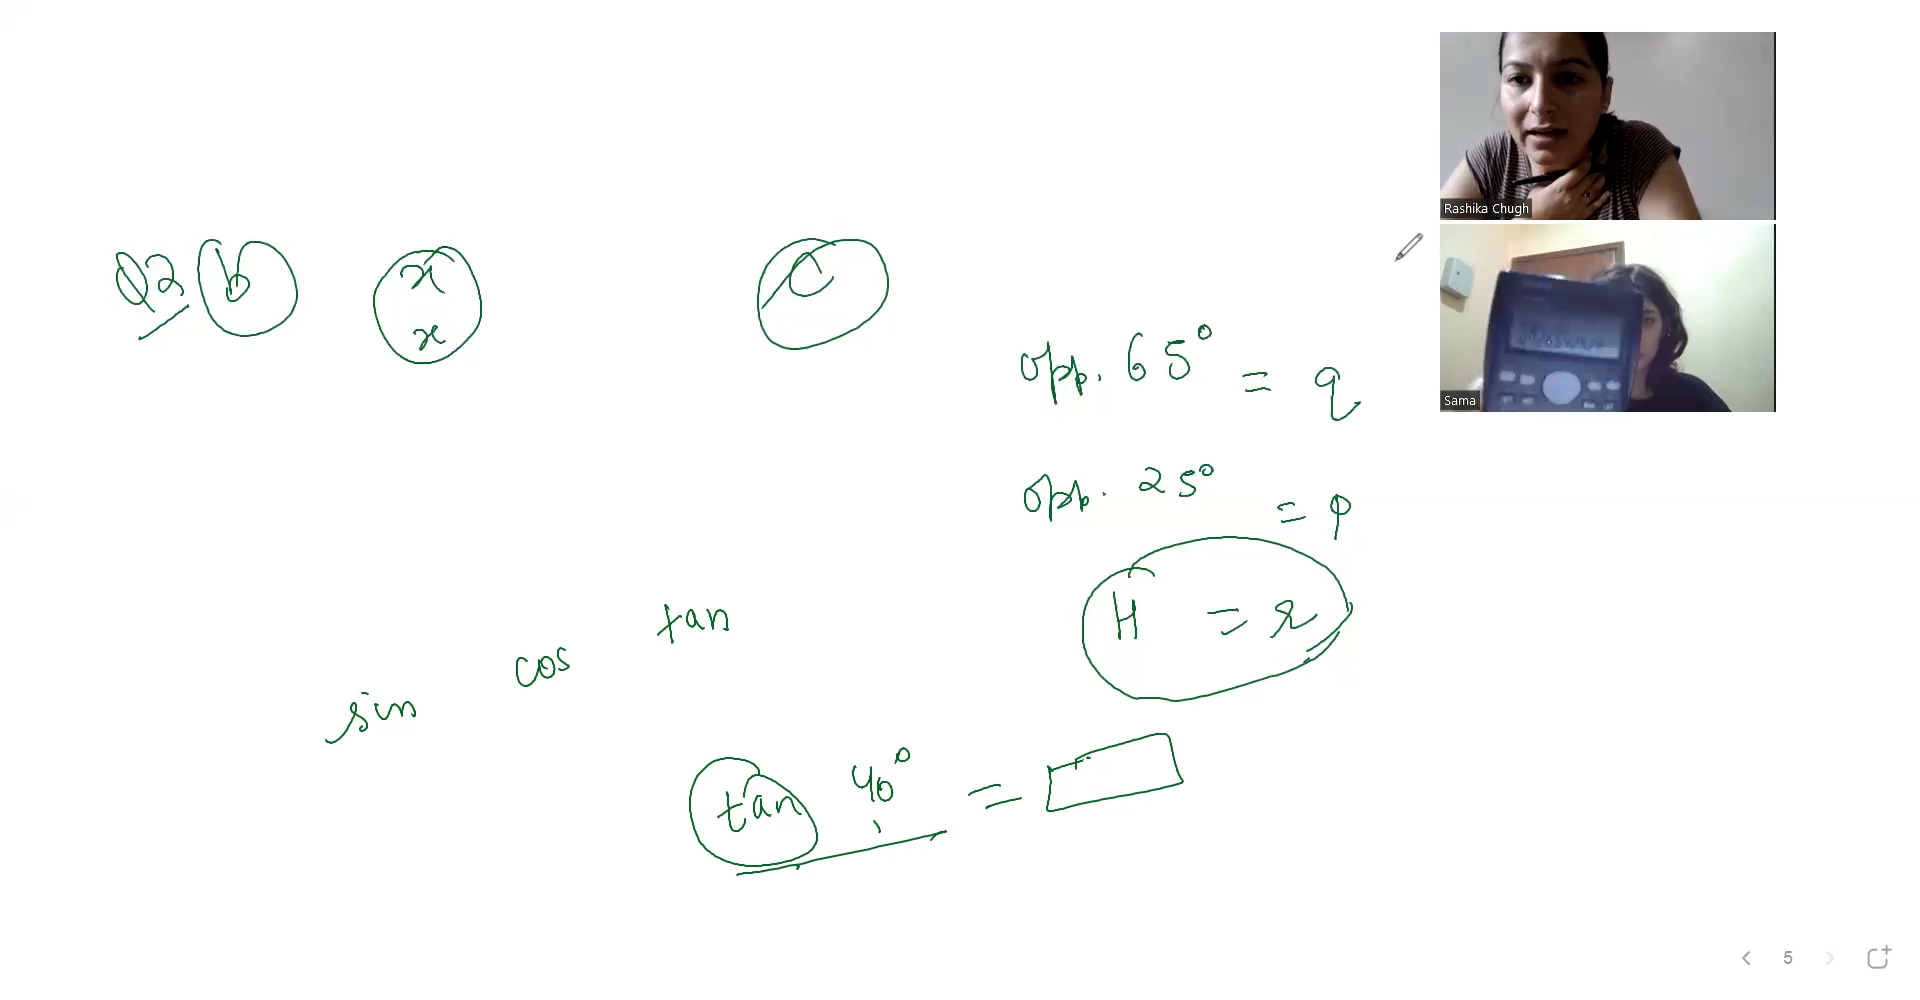 Rashika Chugh
Q2 b x c
x
opp. 65° = q
Sama
opp. 25° = p
H = r
sin cos tan
tan 40° =
5